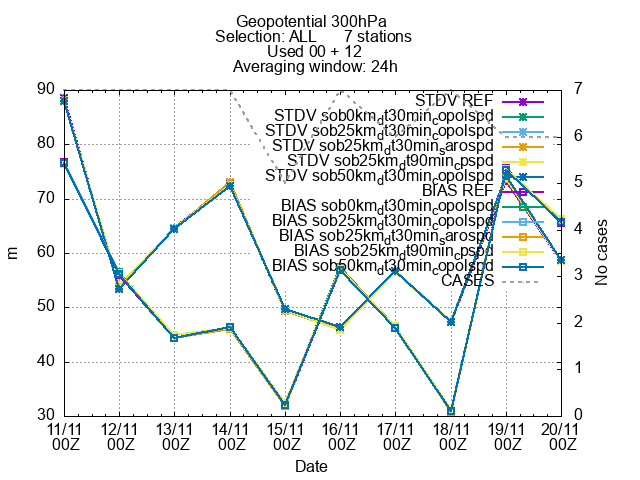 Geopotential 300hPa
Selection: ALL 7 stations
Used 00 + 12
Averaging window: 24h
90
80
70
60
50
40
30
m
7
6
5
4
3
2
1
0
No cases
STDV REF
STDV sob0km_dt30min_copolspd
STDV sob25km_dt30min_copolspd
STDV sob25km_dt30min_sarospd
STDV sob25km_dt90min_cpspd
STDV sob50km_dt30min_copolspd
BIAS REF
BIAS sob0km_dt30min_copolspd
BIAS sob25km_dt30min_copolspd
BIAS sob25km_dt30min_sarospd
BIAS sob25km_dt90min_cpspd
BIAS sob50km_dt30min_copolspd
CASES
11/11 12/11 13/11 14/11 15/11 16/11 17/11 18/11 19/11 20/11
00Z 00Z 00Z 00Z 00Z 00Z 00Z 00Z 00Z 00Z
Date